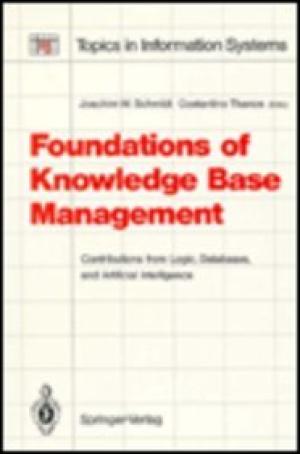 Topics in Information Systems
Joachim W. Schmidt Costantino Thanos (Eds.)
Foundations of
Knowledge Base
Management
Contributions from Logic, Databases,
and Artificial Intelligence
Springer-Verlag